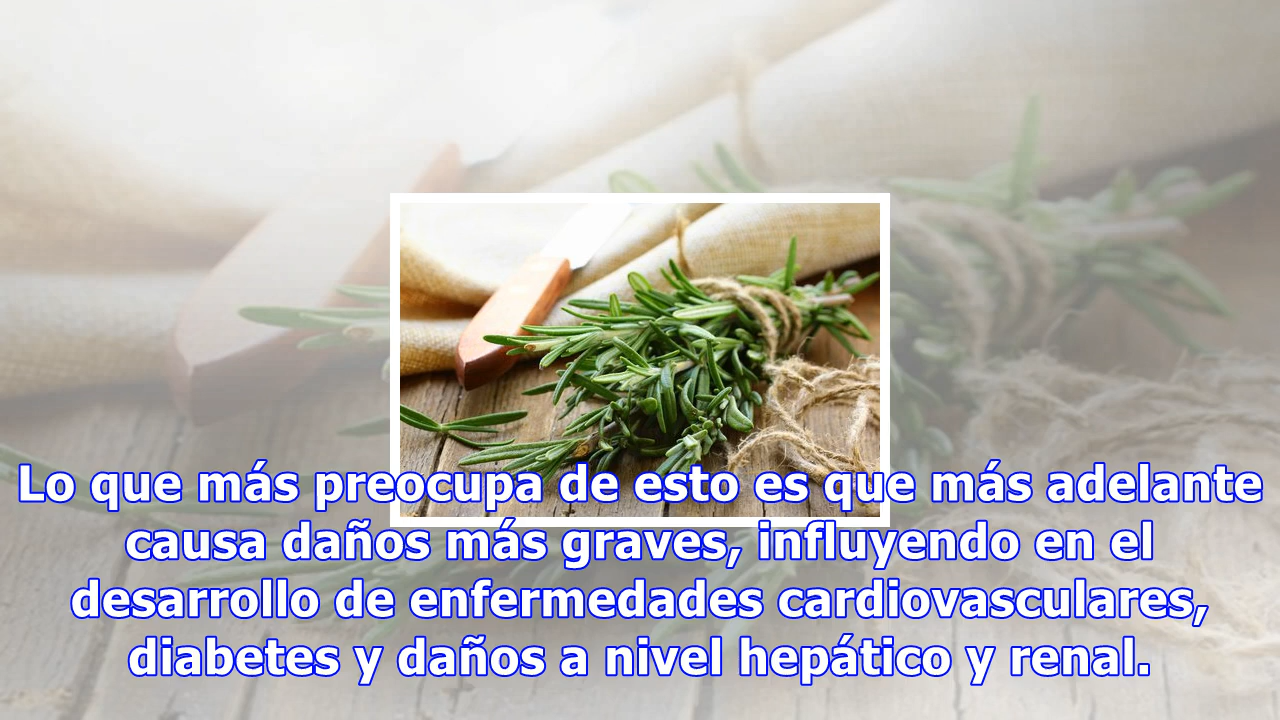 Lo que más preocupa de esto es que más adelante
causa daños más graves, influyendo en el
desarrollo de enfermedades cardiovasculares,
diabetes y daños a nivel hepático y renal.